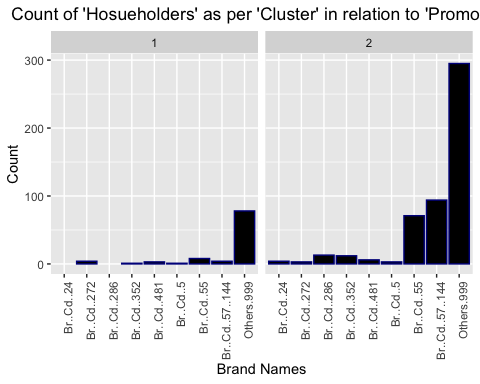 Count of 'Hosueholders' as per 'Cluster' in relation to 'Promo
1
2
300
200
100
0
Count
Br..Cd..24
Br..Cd..272
Br..Cd..286
Br..Cd..352
Br..Cd..481
Br..Cd..5
Br..Cd..55
Br..Cd..57..144
Others.999
Br..Cd..24
Br..Cd..272
Br..Cd..286
Br..Cd..352
Br..Cd..481
Br..Cd..5
Br..Cd..55
Br..Cd..57..144
Others.999
Brand Names